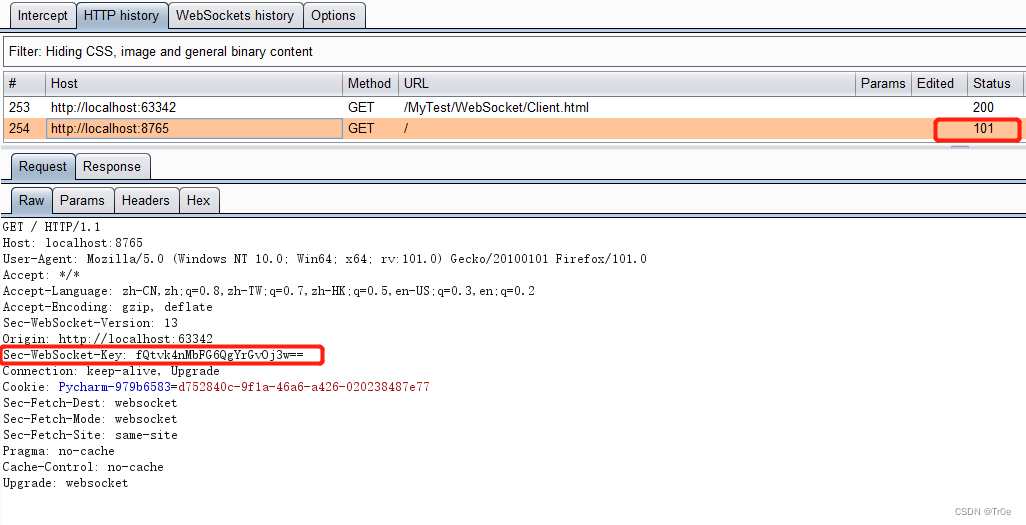 Intercept HTTP history WebSockets history Options
Filter: Hiding CSS, image and general binary content
# Host Method URL Params Edited Status
253 http://localhost:63342 GET /MyTest/WebSocket/Client.html 200
254 http://localhost:8765 GET / 101
Request Response
Raw Params Headers Hex
GET / HTTP/1.1
Host: localhost:8765
User-Agent: Mozilla/5.0 (Windows NT 10.0; Win64; x64; rv:101.0) Gecko/20100101 Firefox/101.0
Accept: */*
Accept-Language: zh-CN,zh;q=0.8,zh-TW;q=0.7,zh-HK;q=0.5,en-US;q=0.3,en;q=0.2
Accept-Encoding: gzip, deflate
Sec-WebSocket-Version: 13
Origin: http://localhost:63342
Sec-WebSocket-Key: fQtvk4nMbFG6QgYrGvOj3w==
Connection: keep-alive, Upgrade
Cookie: Pycharm-979b6583=d752840c-9f1a-46a6-a426-020238487e77
Sec-Fetch-Dest: websocket
Sec-Fetch-Mode: websocket
Sec-Fetch-Site: same-site
Pragma: no-cache
Cache-Control: no-cache
Upgrade: websocket
CSDN @Tr0e